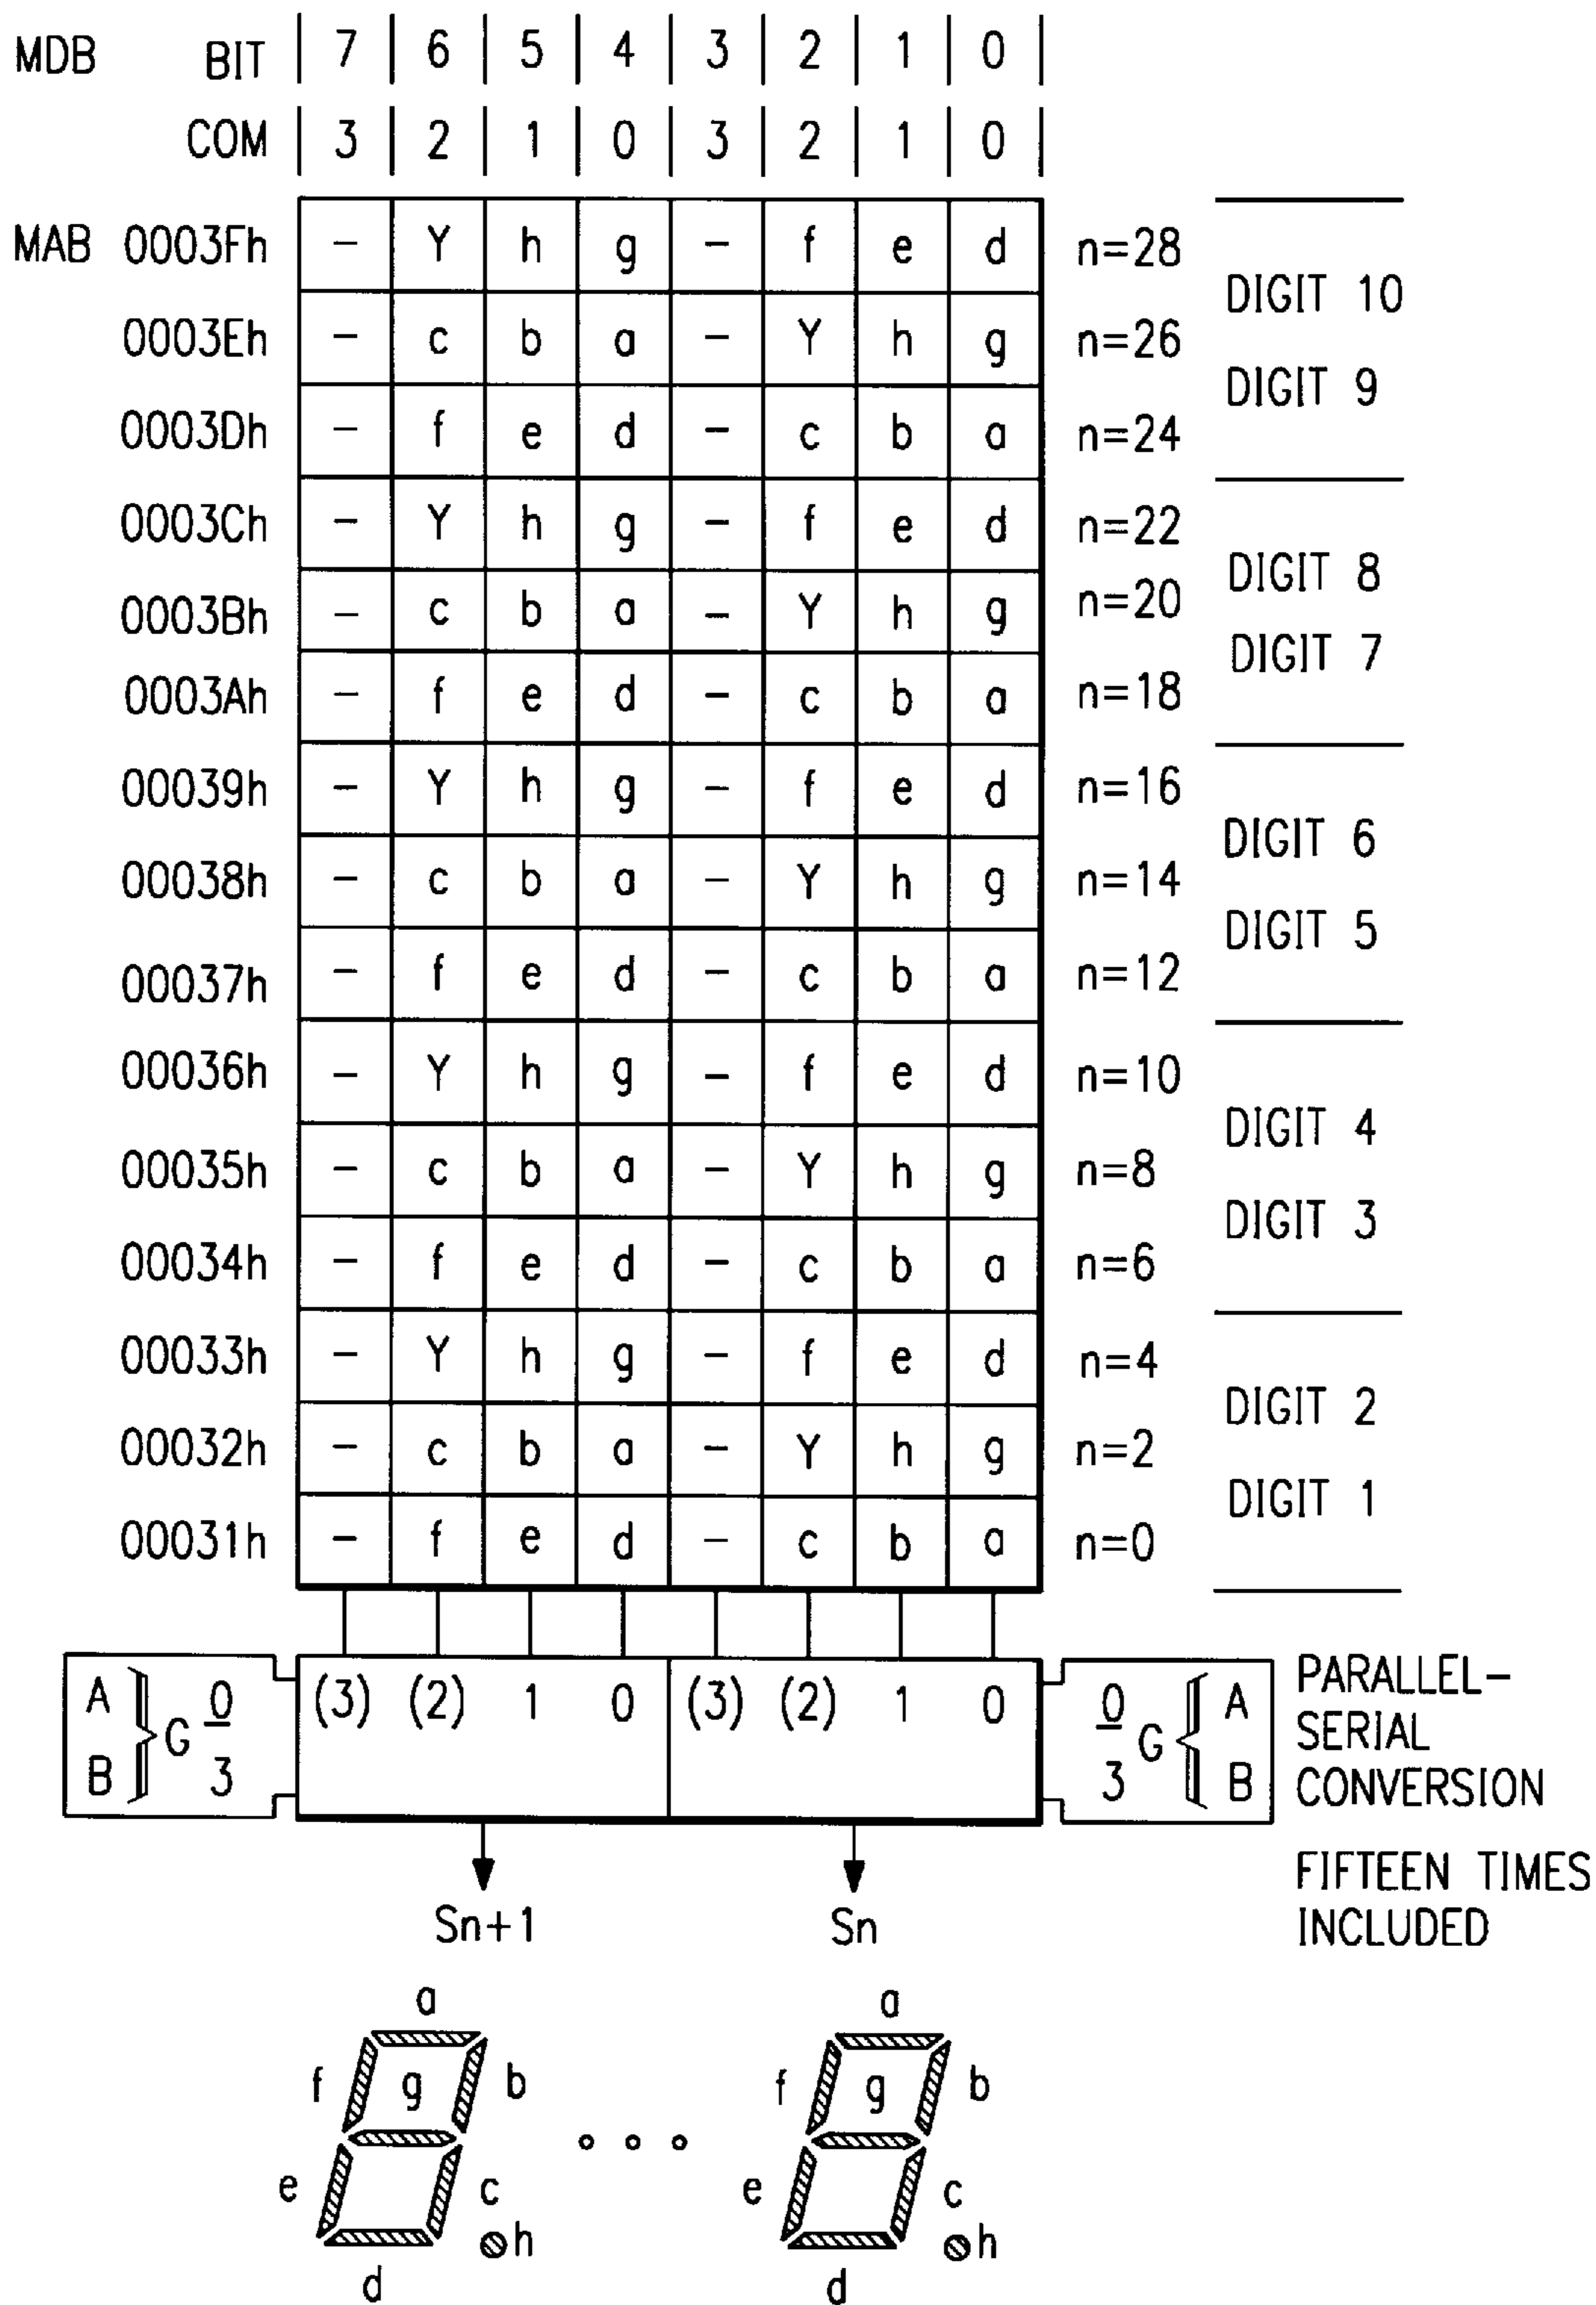 MDB BIT 7 6 5 4 3 2 1 0
COM 3 2 1 0 3 2 1 0
MAB 0003Fh - Y h g - f e d n=28
DIGIT 10
0003Eh - c b a - Y h g n=26
DIGIT 9
0003Dh - f e d - c b a n=24
0003Ch - Y h g - f e d n=22
DIGIT 8
0003Bh - c b a - Y h g n=20
DIGIT 7
0003Ah - f e d - c b a n=18
00039h - Y h g - f e d n=16
DIGIT 6
00038h - c b a - Y h g n=14
DIGIT 5
00037h - f e d - c b a n=12
00036h - Y h g - f e d n=10
DIGIT 4
00035h - c b a - Y h g n=8
DIGIT 3
00034h - f e d - c b a n=6
00033h - Y h g - f e d n=4
DIGIT 2
00032h - c b a - Y h g n=2
DIGIT 1
00031h - f e d - c b a n=0
A B G 0 3
(3) (2) 1 0 (3) (2) 1 0
0 3 G A B
PARALLEL-
SERIAL
CONVERSION
FIFTEEN TIMES
INCLUDED
Sn+1 Sn
a a
f g b f g b
e c e c
h h
d d